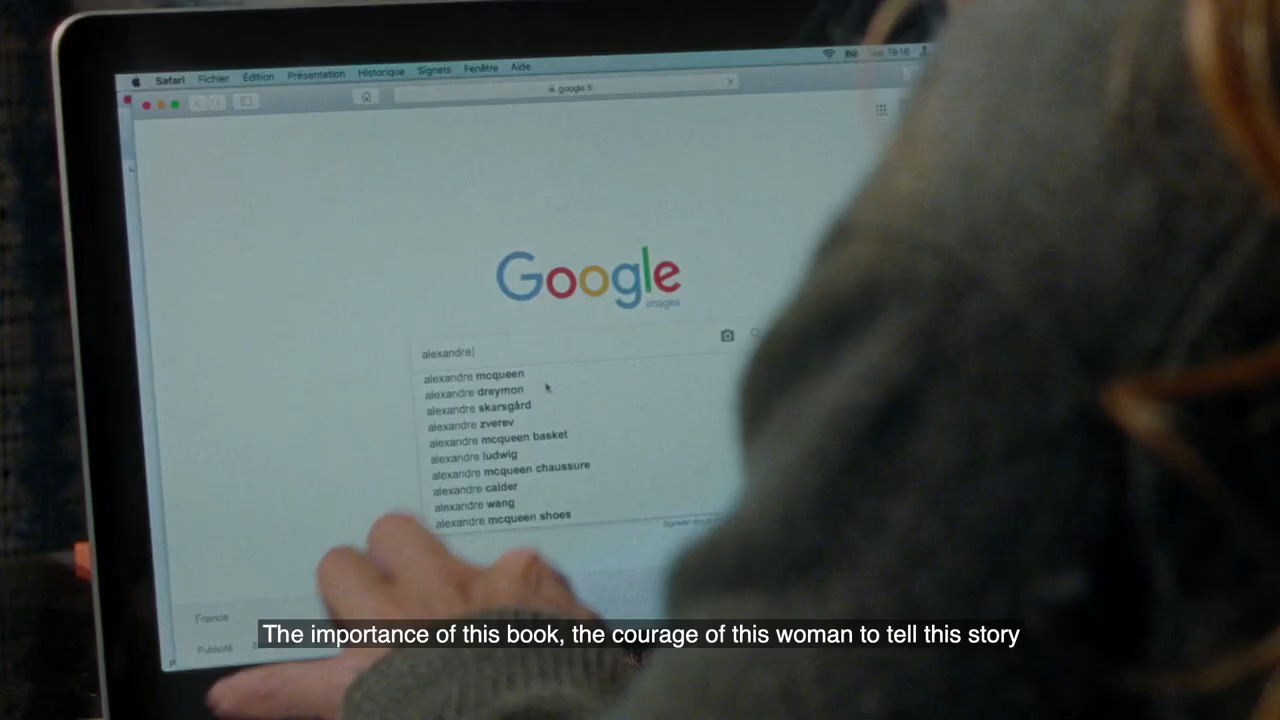 Safari Fichier Édition Présentation Historique Signets Fenêtre Aide
19:16
google.fr
Google
images
alexandre
alexandre mcqueen
alexandre dreymon
alexandre skarsgård
alexandre zverev
alexandre mcqueen basket
alexandre ludwig
alexandre mcqueen chaussure
alexandre calder
alexandre wang
alexandre mcqueen shoes
France
Publicité
The importance of this book, the courage of this woman to tell this story